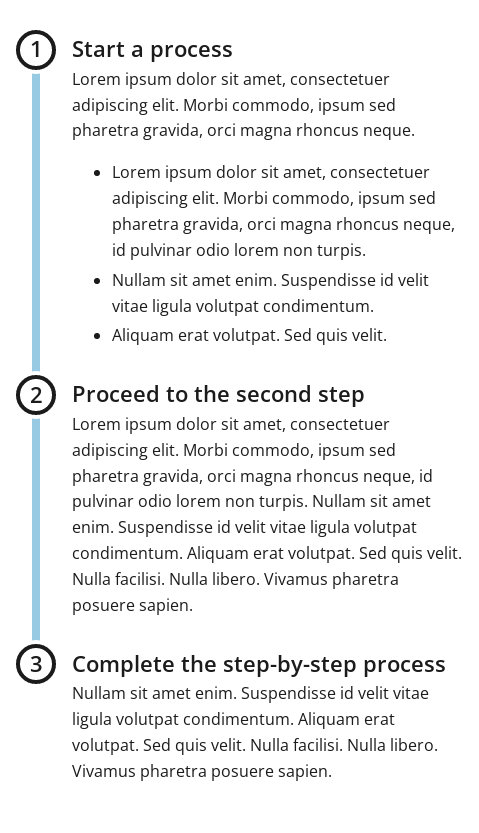 1 Start a process
Lorem ipsum dolor sit amet, consectetuer
adipiscing elit. Morbi commodo, ipsum sed
pharetra gravida, orci magna rhoncus neque.
• Lorem ipsum dolor sit amet, consectetuer
adipiscing elit. Morbi commodo, ipsum sed
pharetra gravida, orci magna rhoncus neque,
id pulvinar odio lorem non turpis.
• Nullam sit amet enim. Suspendisse id velit
vitae ligula volutpat condimentum.
• Aliquam erat volutpat. Sed quis velit.
2 Proceed to the second step
Lorem ipsum dolor sit amet, consectetuer
adipiscing elit. Morbi commodo, ipsum sed
pharetra gravida, orci magna rhoncus neque, id
pulvinar odio lorem non turpis. Nullam sit amet
enim. Suspendisse id velit vitae ligula volutpat
condimentum. Aliquam erat volutpat. Sed quis velit.
Nulla facilisi. Nulla libero. Vivamus pharetra
posuere sapien.
3 Complete the step-by-step process
Nullam sit amet enim. Suspendisse id velit vitae
ligula volutpat condimentum. Aliquam erat
volutpat. Sed quis velit. Nulla facilisi. Nulla libero.
Vivamus pharetra posuere sapien.